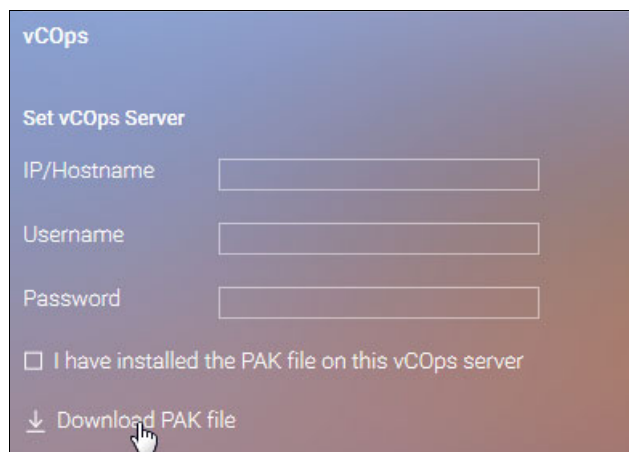 vCOps
Set vCOps Server
IP/Hostname
Username
Password
I have installed the PAK file on this vCOps server
Download PAK file